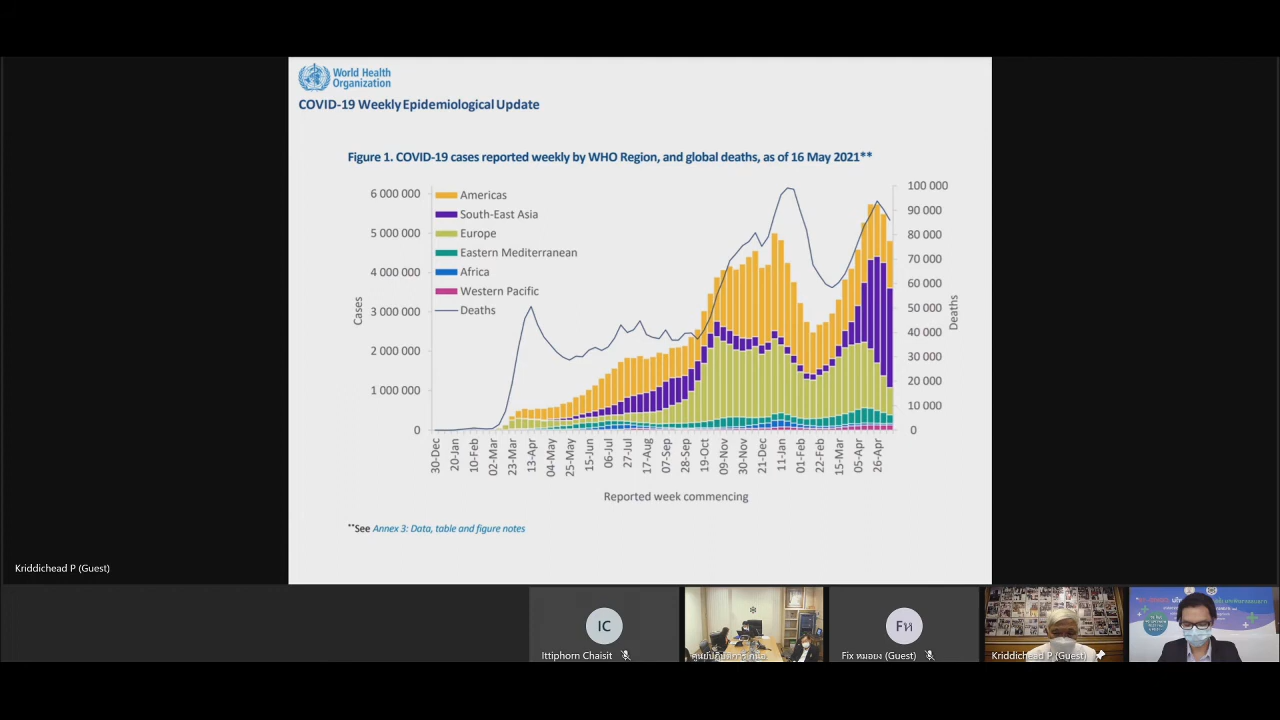 World Health
Organization
COVID-19 Weekly Epidemiological Update
Figure 1. COVID-19 cases reported weekly by WHO Region, and global deaths, as of 16 May 2021**
6 000 000
5 000 000
4 000 000
3 000 000
2 000 000
1 000 000
0
Cases
Americas
South-East Asia
Europe
Eastern Mediterranean
Africa
Western Pacific
Deaths
100 000
90 000
80 000
70 000
60 000
50 000
40 000
30 000
20 000
10 000
0
Deaths
30-Dec
20-Jan
10-Feb
02-Mar
23-Mar
13-Apr
04-May
25-May
15-Jun
06-Jul
27-Jul
17-Aug
07-Sep
28-Sep
19-Oct
09-Nov
30-Nov
21-Dec
11-Jan
01-Feb
22-Feb
15-Mar
05-Apr
26-Apr
Reported week commencing
**See Annex 3: Data, table and figure notes
Kriddichead P (Guest)
IC
Ittiphorn Chaisit
Fห
Fix หมอยง (Guest)
Kriddichead P (Guest)